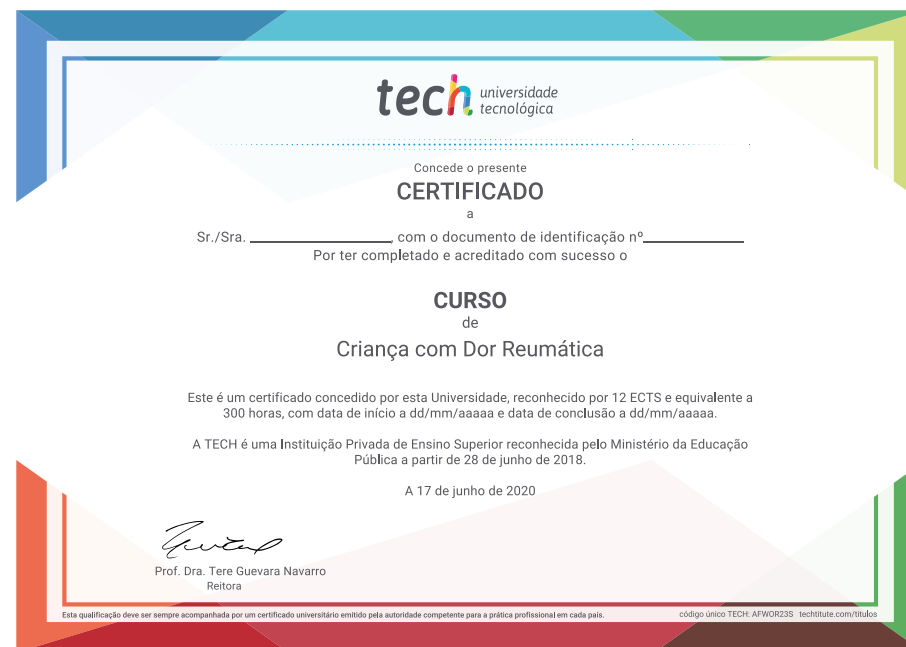 tech universidade
tecnológica
Concede o presente
CERTIFICADO
a
Sr./Sra. ____________________, com o documento de identificação nº______________
Por ter completado e acreditado com sucesso o
CURSO
de
Criança com Dor Reumática
Este é um certificado concedido por esta Universidade, reconhecido por 12 ECTS e equivalente a
300 horas, com data de início a dd/mm/aaaaa e data de conclusão a dd/mm/aaaaa.
A TECH é uma Instituição Privada de Ensino Superior reconhecida pelo Ministério da Educação
Pública a partir de 28 de junho de 2018.
A 17 de junho de 2020
Prof. Dra. Tere Guevara Navarro
Reitora
Esta qualificação deve ser sempre acompanhada por um certificado universitário emitido pela autoridade competente para a prática profissional em cada país.
código único TECH: AFWOR23S techtitute.com/titulos